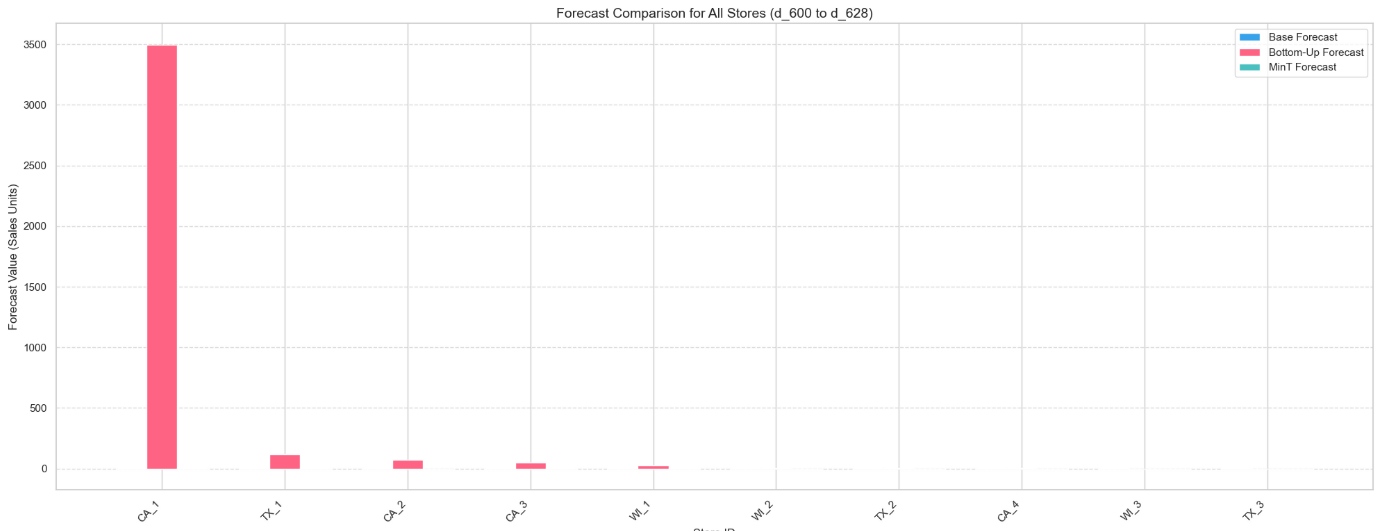 Forecast Comparison for All Stores (d_600 to d_628)
Base Forecast
Bottom-Up Forecast
MinT Forecast
Forecast Value (Sales Units)
3500
3000
2500
2000
1500
1000
500
0
CA_1
TX_1
CA_2
CA_3
WI_1
WI_2
TX_2
CA_4
WI_3
TX_3